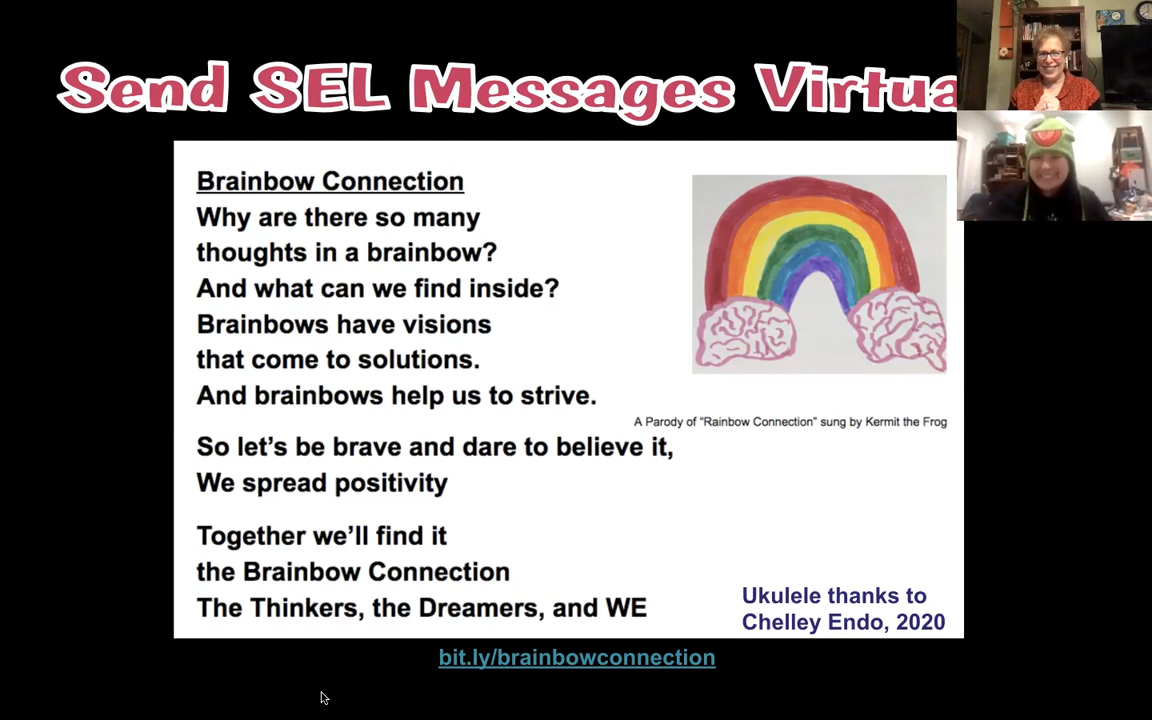 Send SEL Messages Virtua
Brainbow Connection
Why are there so many
thoughts in a brainbow?
And what can we find inside?
Brainbows have visions
that come to solutions.
And brainbows help us to strive.
A Parody of "Rainbow Connection" sung by Kermit the Frog
So let's be brave and dare to believe it,
We spread positivity
Together we'll find it
the Brainbow Connection
The Thinkers, the Dreamers, and WE
Ukulele thanks to
Chelley Endo, 2020
bit.ly/brainbowconnection